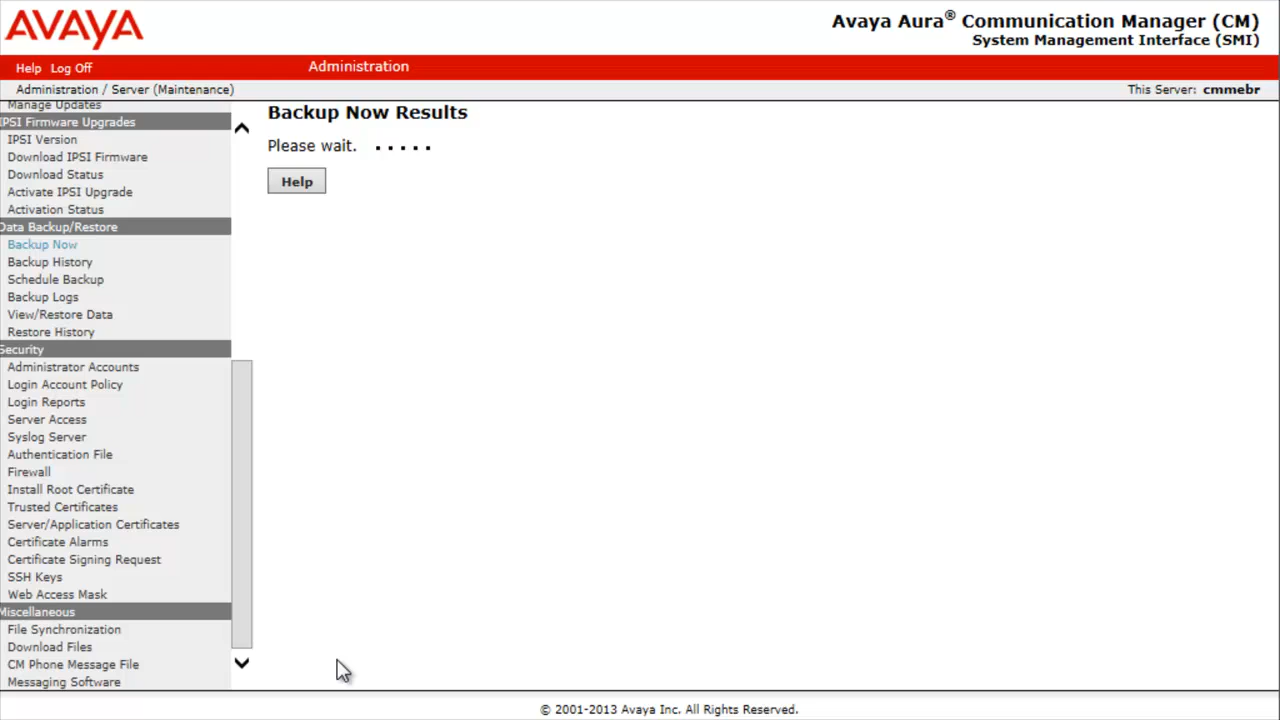 AVAYA
Avaya Aura® Communication Manager (CM)
System Management Interface (SMI)
Help Log Off Administration
Administration / Server (Maintenance) This Server: cmmebr
Manage Updates
IPSI Firmware Upgrades
IPSI Version
Download IPSI Firmware
Download Status
Activate IPSI Upgrade
Activation Status
Data Backup/Restore
Backup Now
Backup History
Schedule Backup
Backup Logs
View/Restore Data
Restore History
Security
Administrator Accounts
Login Account Policy
Login Reports
Server Access
Syslog Server
Authentication File
Firewall
Install Root Certificate
Trusted Certificates
Server/Application Certificates
Certificate Alarms
Certificate Signing Request
SSH Keys
Web Access Mask
Miscellaneous
File Synchronization
Download Files
CM Phone Message File
Messaging Software
Backup Now Results
Please wait. . . . . .
Help
© 2001-2013 Avaya Inc. All Rights Reserved.